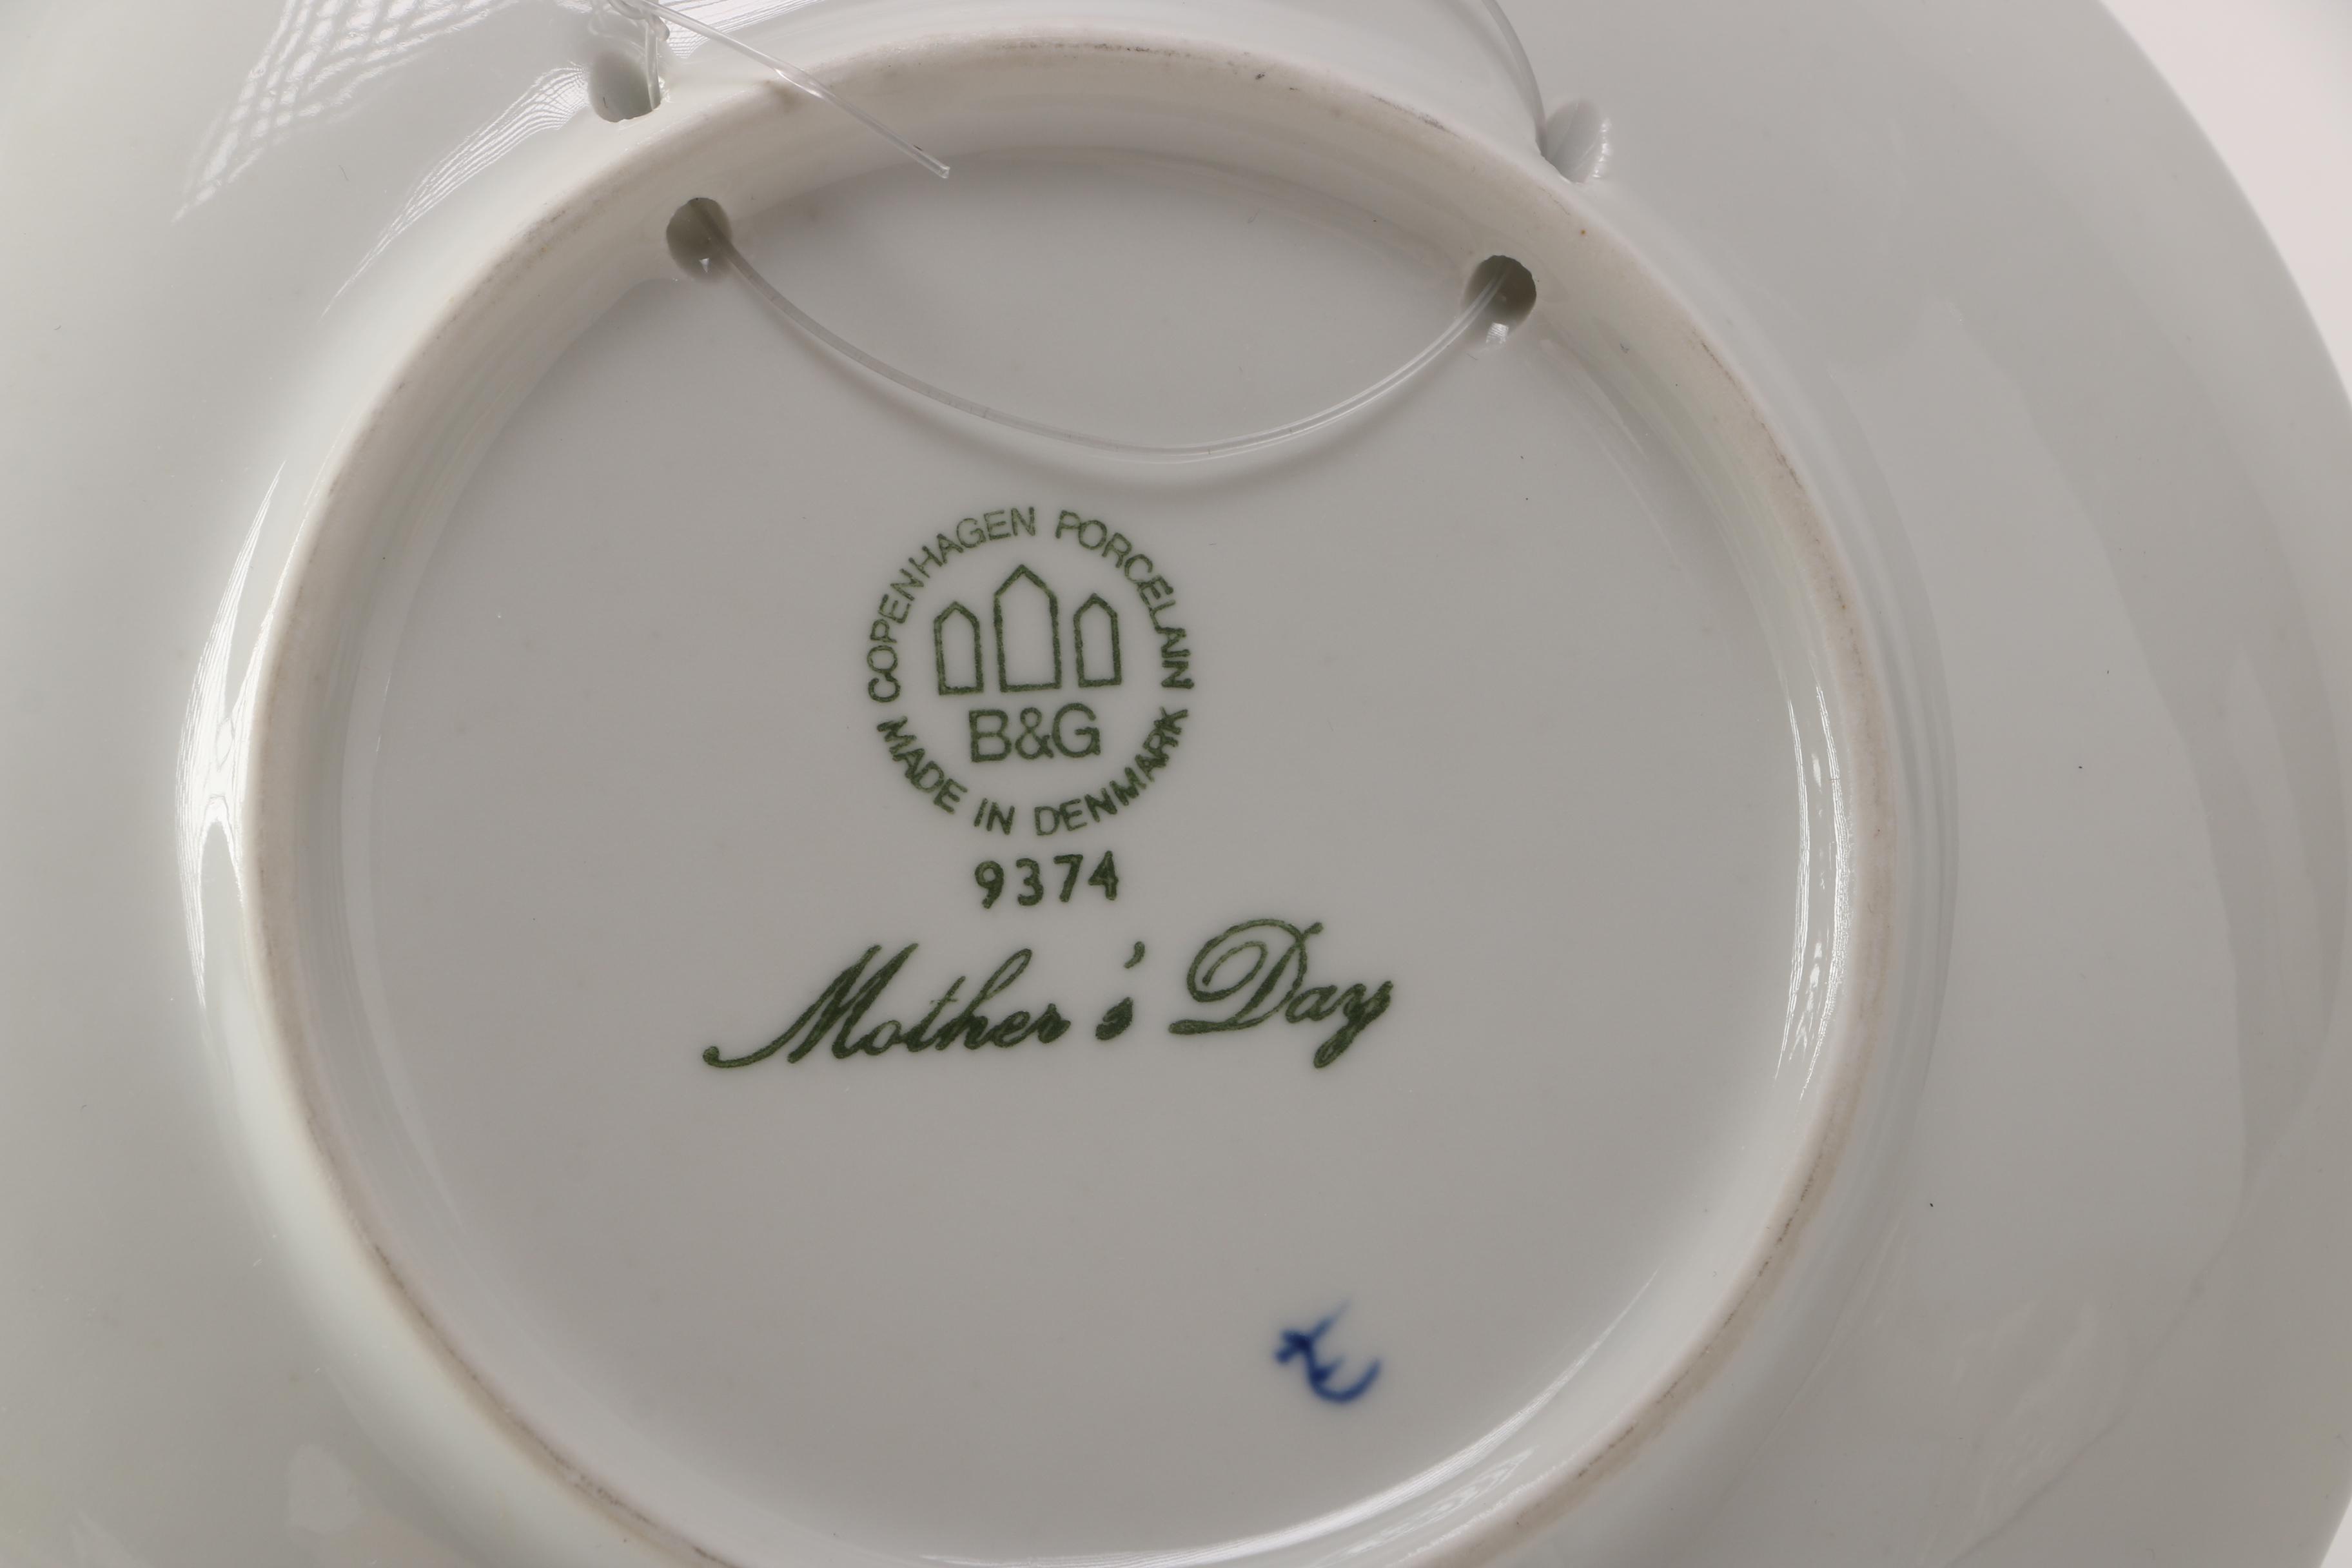 COPENHAGEN PORCELAIN
B&G
MADE IN DENMARK
9374
Mother's Day